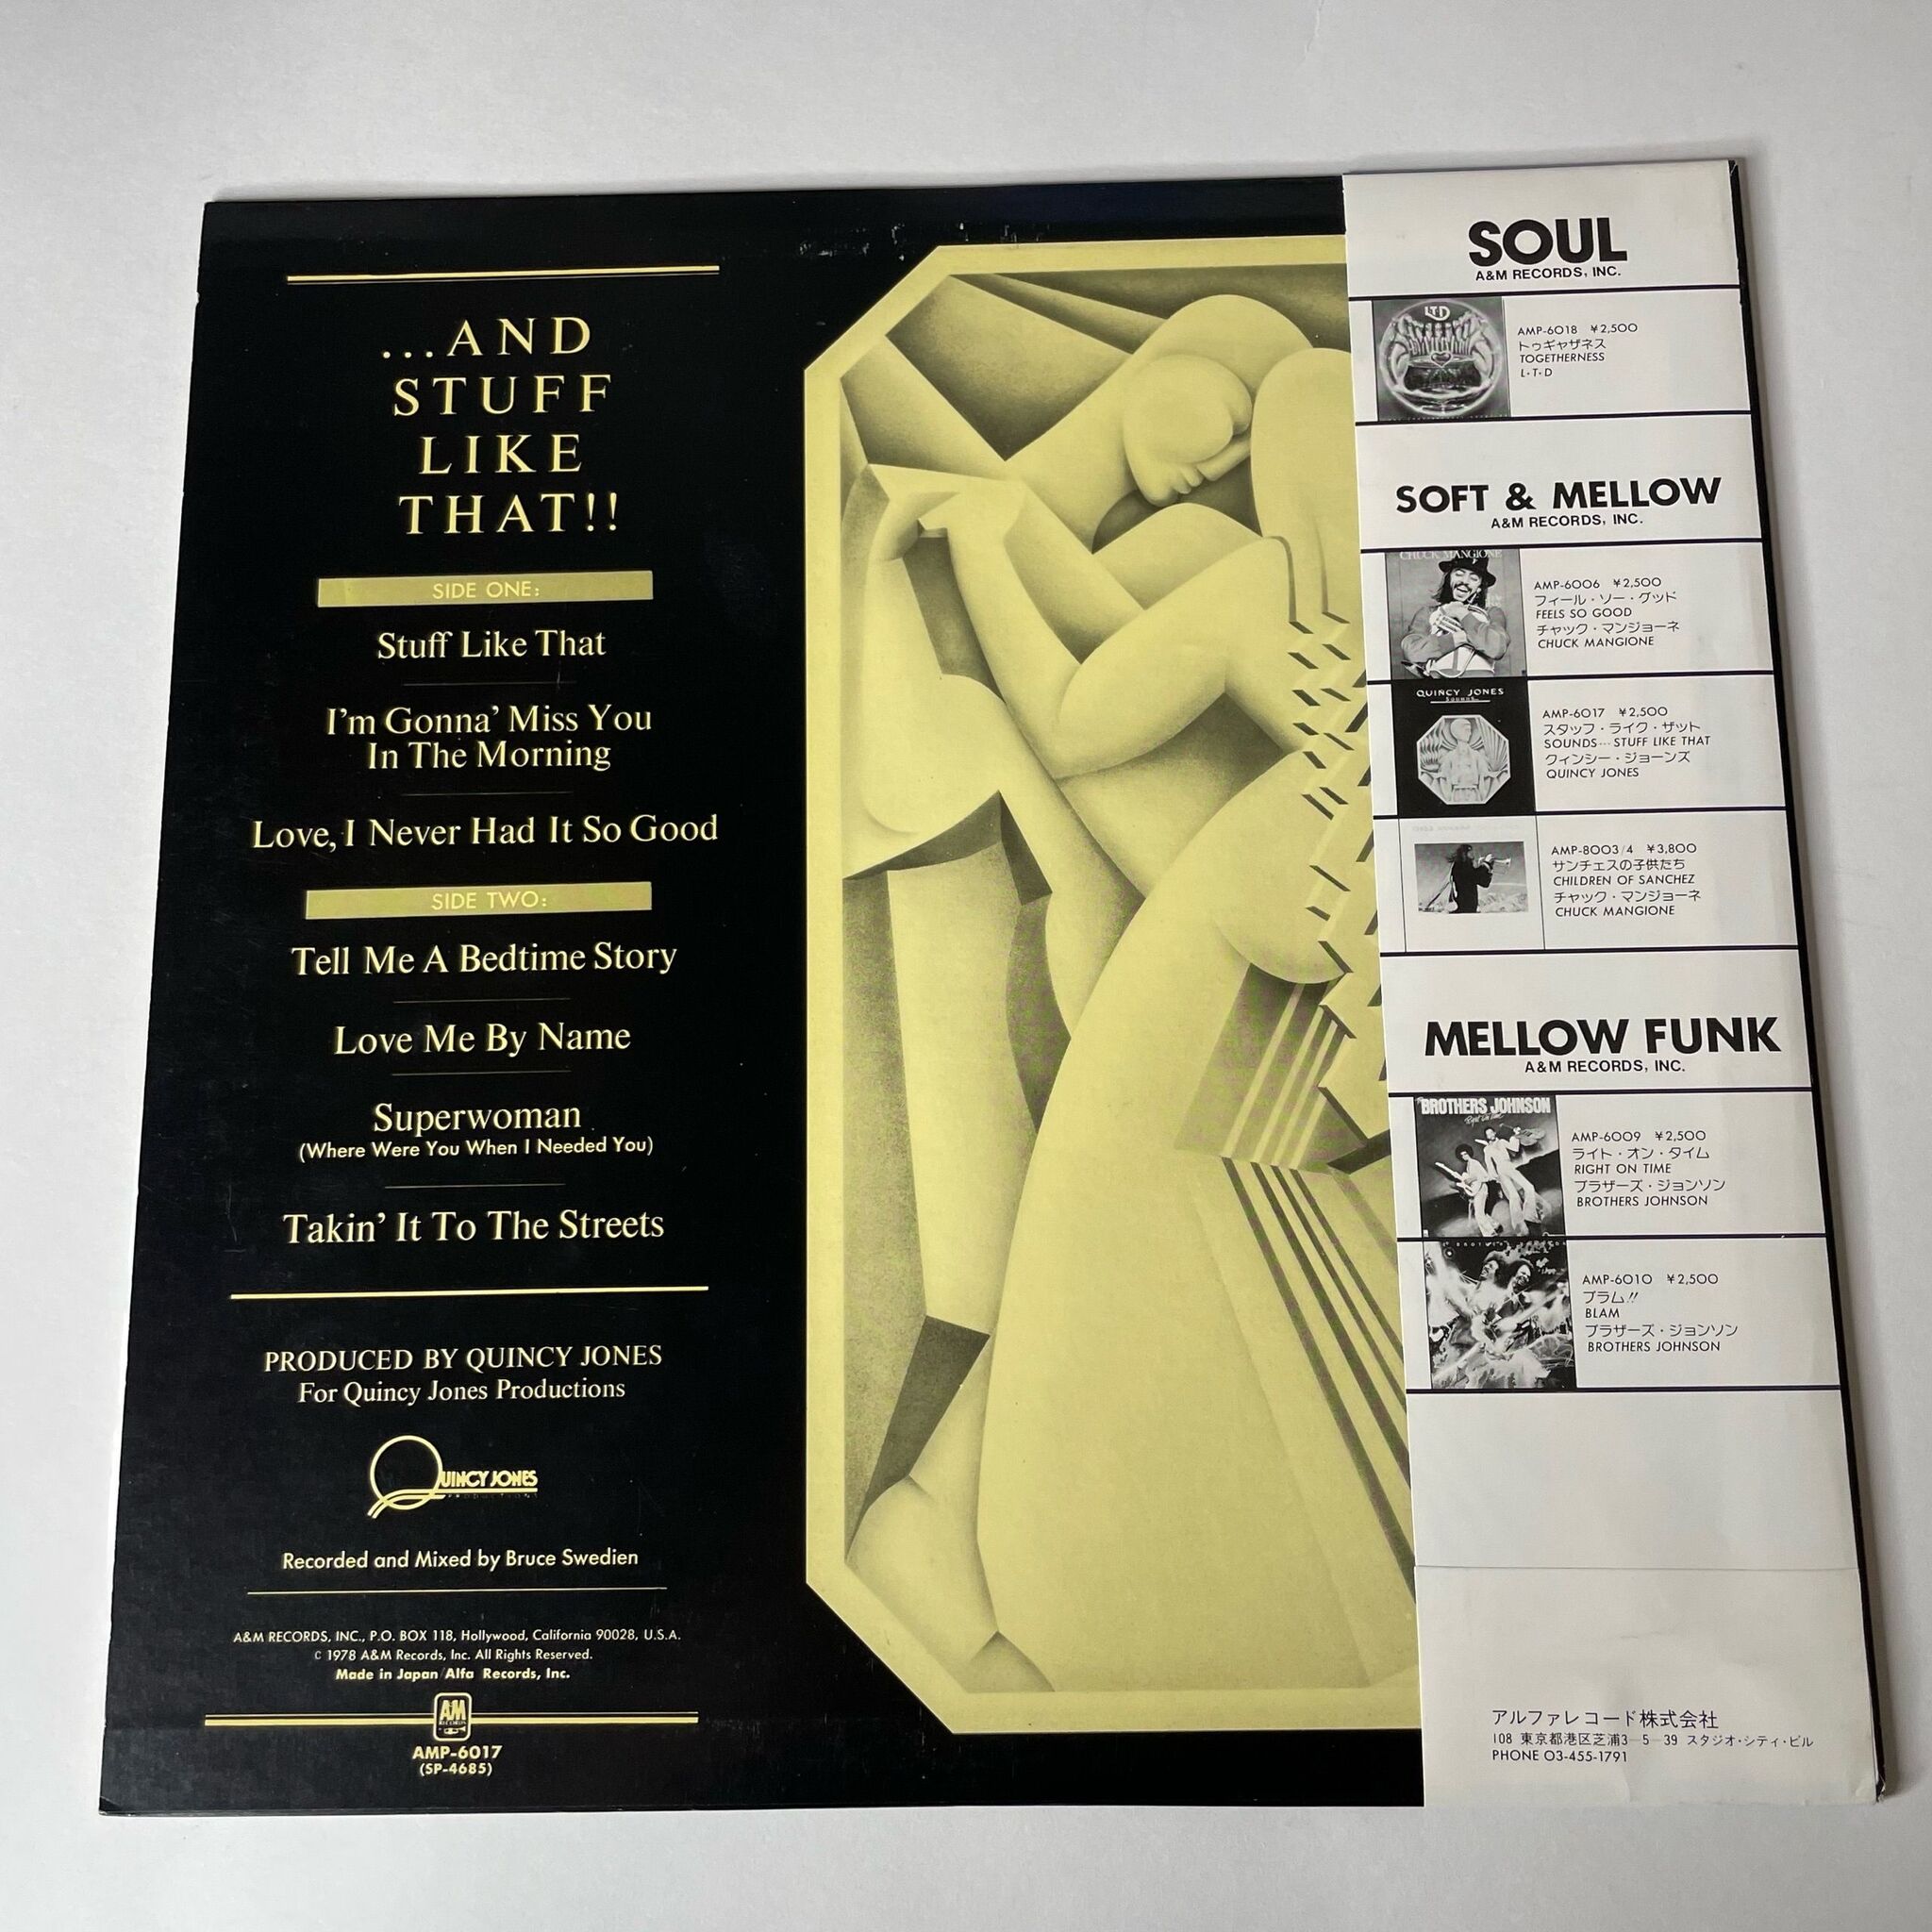 ...AND
STUFF
LIKE
THAT!!
SIDE ONE:
Stuff Like That
I'm Gonna' Miss You
In The Morning
Love, I Never Had It So Good
SIDE TWO:
Tell Me A Bedtime Story
Love Me By Name
Superwoman
(Where Were You When I Needed You)
Takin' It To The Streets
PRODUCED BY QUINCY JONES
For Quincy Jones Productions
QUINCY JONES
PRODUCTIONS
Recorded and Mixed by Bruce Swedien
A&M RECORDS, INC., P.O. BOX 118, Hollywood, California 90028, U.S.A.
© 1978 A&M Records, Inc. All Rights Reserved.
Made in Japan/Alfa Records, Inc.
A&M
RECORDS
AMP-6017
(SP-4685)
SOUL
A&M RECORDS, INC.
LTD
AMP-6018 ¥2,500
トゥギャザネス
TOGETHERNESS
L·T·D
SOFT & MELLOW
A&M RECORDS, INC.
CHUCK MANGIONE
AMP-6006 ¥2,500
フィール・ソー・グッド
FEELS SO GOOD
チャック・マンジョーネ
CHUCK MANGIONE
QUINCY JONES
SOUNDS...
AMP-6017 ¥2,500
スタッフ・ライク・ザット
SOUNDS···STUFF LIKE THAT
クィンシー・ジョーンズ
QUINCY JONES
AMP-8003/4 ¥3,800
サンチェスの子供たち
CHILDREN OF SANCHEZ
チャック・マンジョーネ
CHUCK MANGIONE
MELLOW FUNK
A&M RECORDS, INC.
BROTHERS JOHNSON
Right On Time
AMP-6009 ¥2,500
ライト・オン・タイム
RIGHT ON TIME
ブラザーズ・ジョンソン
BROTHERS JOHNSON
AMP-6010 ¥2,500
ブラム!!
BLAM
ブラザーズ・ジョンソン
BROTHERS JOHNSON
アルファレコード株式会社
108 東京都港区芝浦3-5-39 スタジオ・シティ・ビル
PHONE 03-455-1791